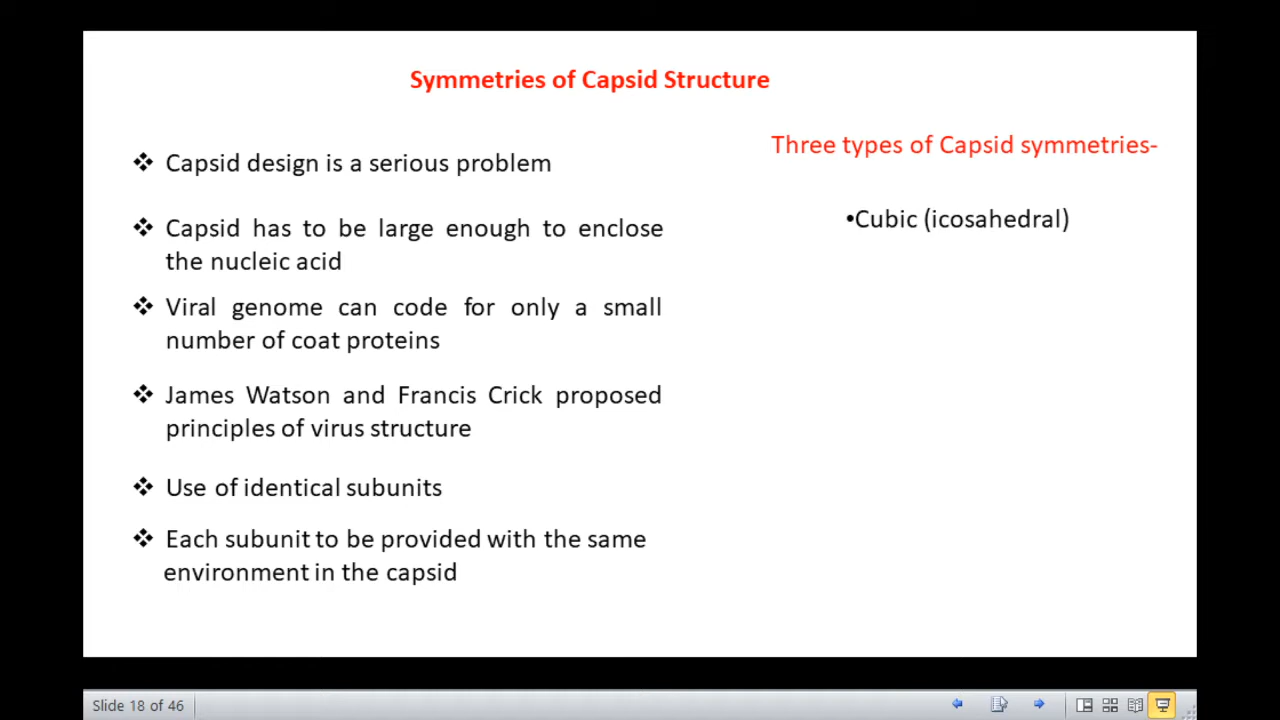 Symmetries of Capsid Structure
❖ Capsid design is a serious problem
❖ Capsid has to be large enough to enclose
the nucleic acid
❖ Viral genome can code for only a small
number of coat proteins
❖ James Watson and Francis Crick proposed
principles of virus structure
❖ Use of identical subunits
❖ Each subunit to be provided with the same
environment in the capsid
Three types of Capsid symmetries-
•Cubic (icosahedral)
Slide 18 of 46